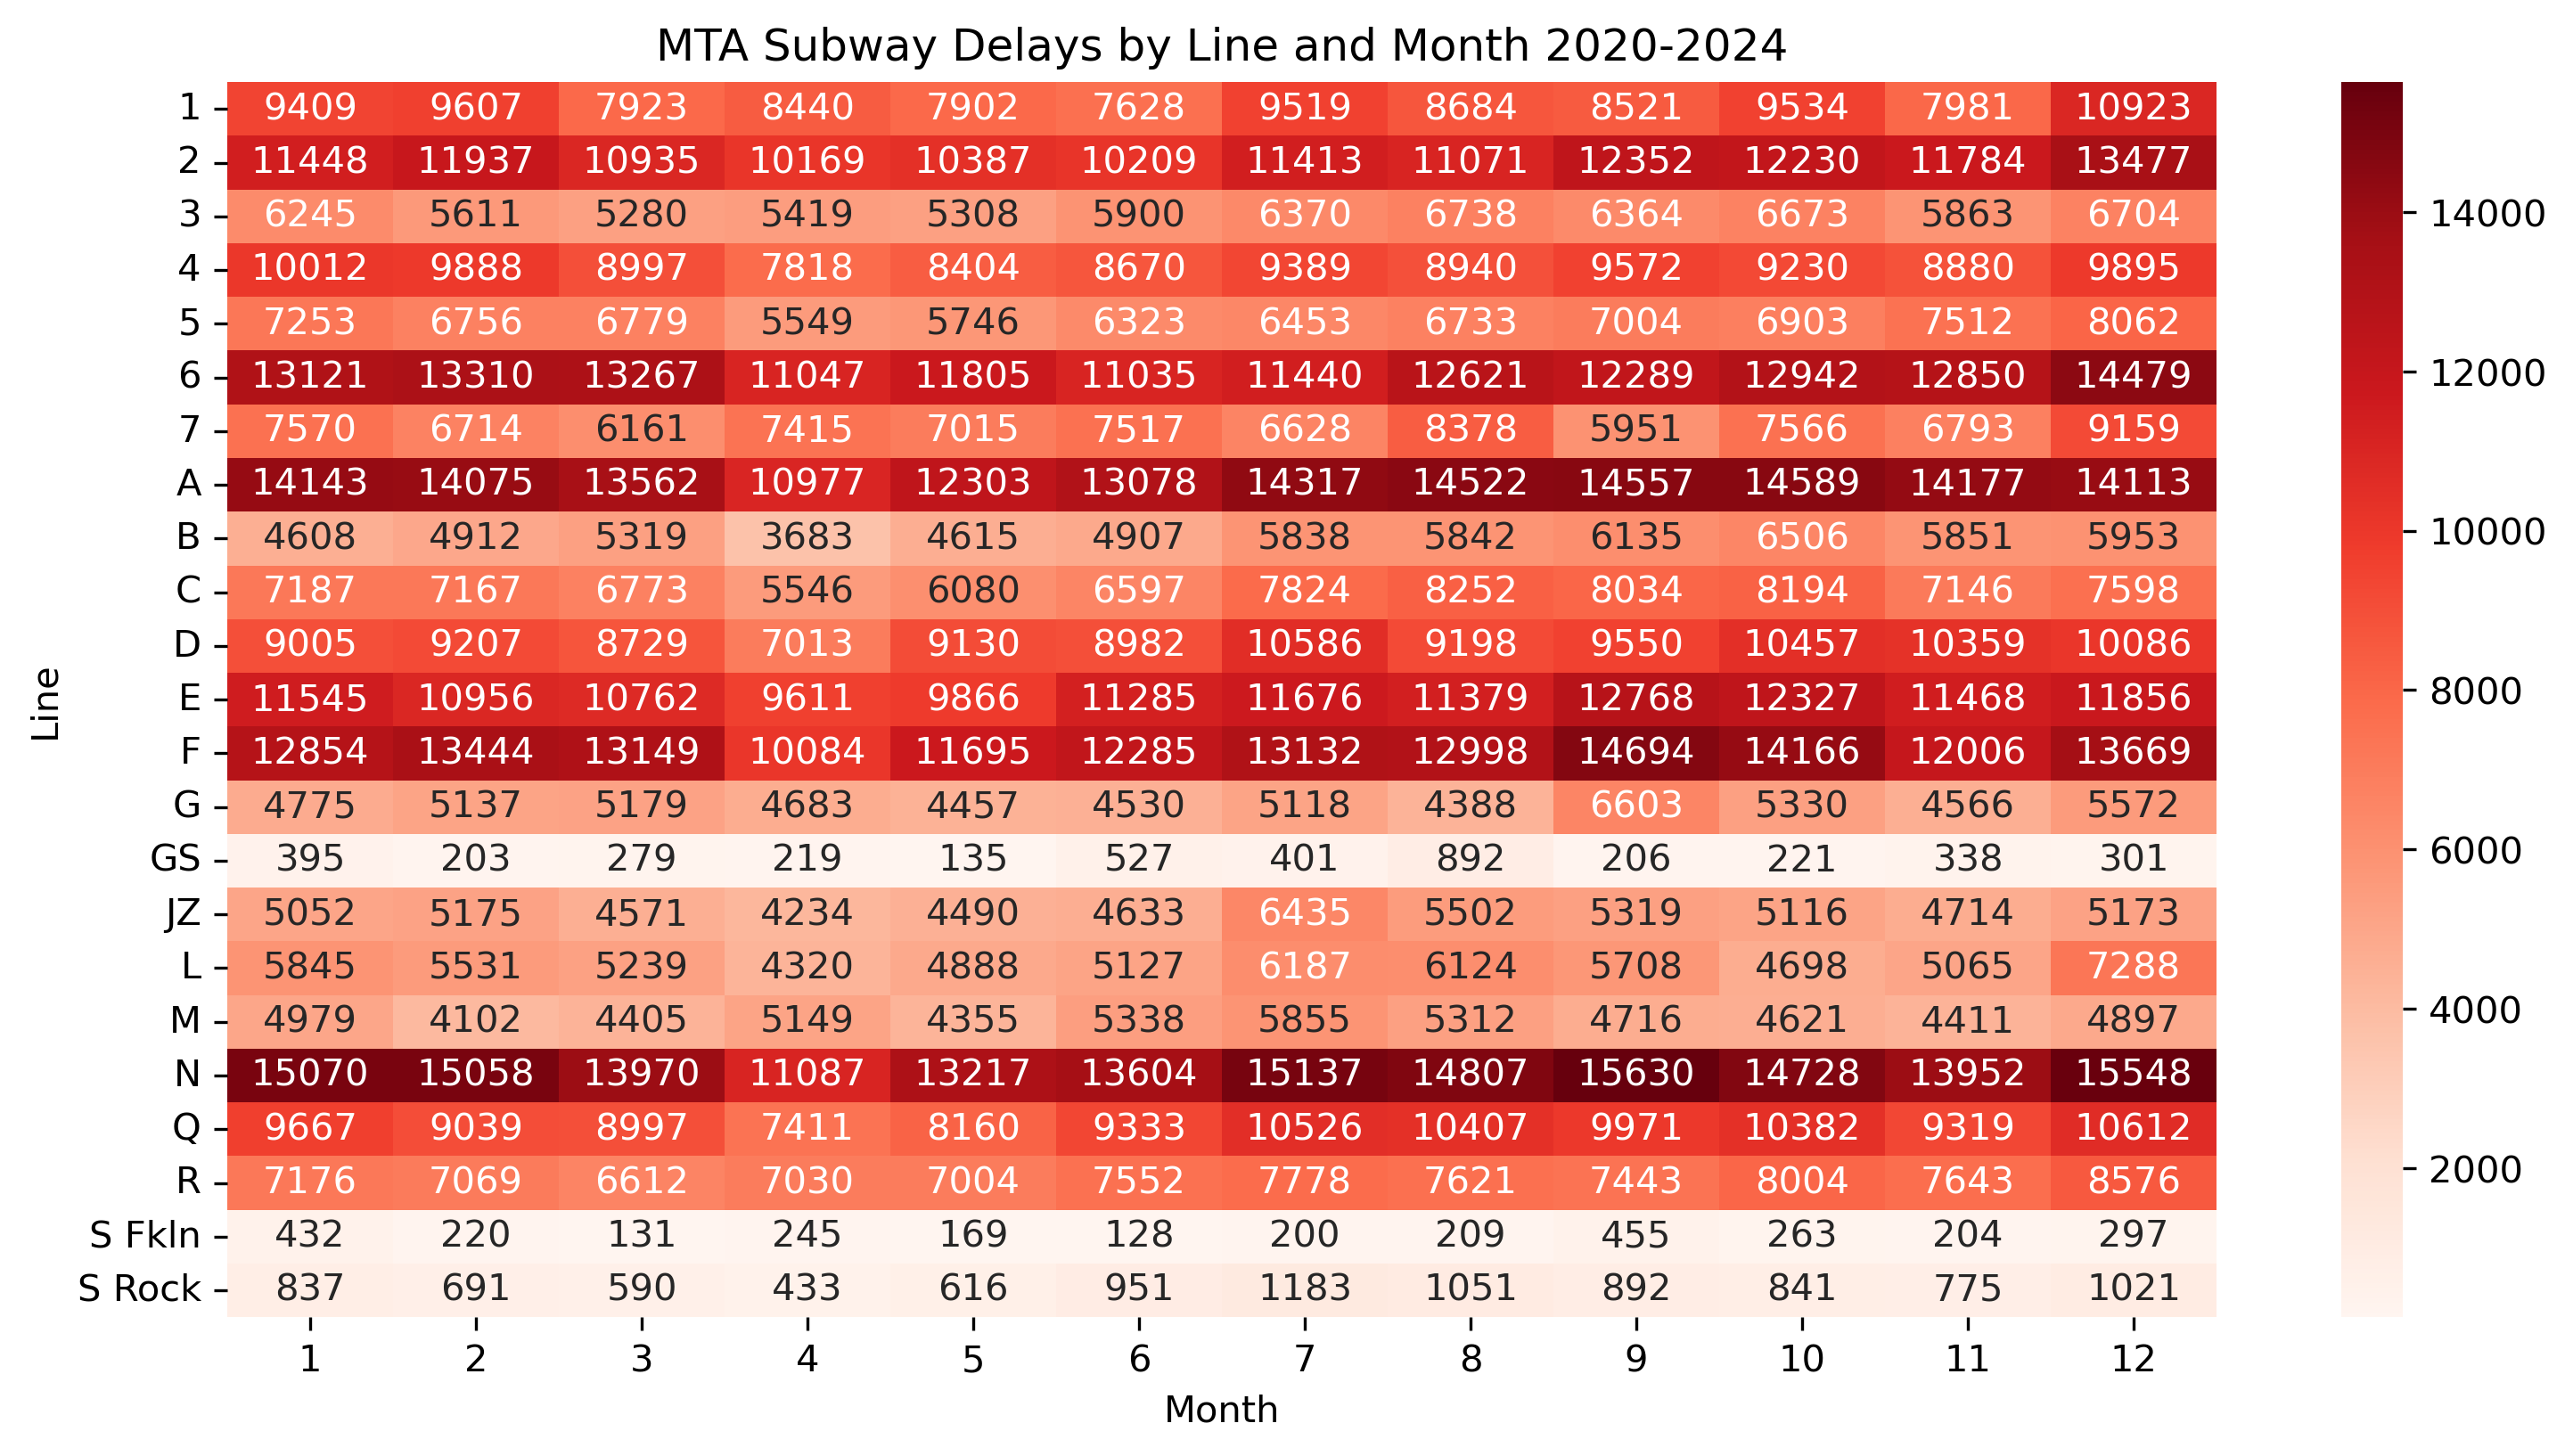 MTA Subway Delays by Line and Month 2020-2024
1 9409 9607 7923 8440 7902 7628 9519 8684 8521 9534 7981 10923
2 11448 11937 10935 10169 10387 10209 11413 11071 12352 12230 11784 13477
3 6245 5611 5280 5419 5308 5900 6370 6738 6364 6673 5863 6704
4 10012 9888 8997 7818 8404 8670 9389 8940 9572 9230 8880 9895
5 7253 6756 6779 5549 5746 6323 6453 6733 7004 6903 7512 8062
6 13121 13310 13267 11047 11805 11035 11440 12621 12289 12942 12850 14479
7 7570 6714 6161 7415 7015 7517 6628 8378 5951 7566 6793 9159
A 14143 14075 13562 10977 12303 13078 14317 14522 14557 14589 14177 14113
B 4608 4912 5319 3683 4615 4907 5838 5842 6135 6506 5851 5953
C 7187 7167 6773 5546 6080 6597 7824 8252 8034 8194 7146 7598
D 9005 9207 8729 7013 9130 8982 10586 9198 9550 10457 10359 10086
E 11545 10956 10762 9611 9866 11285 11676 11379 12768 12327 11468 11856
F 12854 13444 13149 10084 11695 12285 13132 12998 14694 14166 12006 13669
G 4775 5137 5179 4683 4457 4530 5118 4388 6603 5330 4566 5572
GS 395 203 279 219 135 527 401 892 206 221 338 301
JZ 5052 5175 4571 4234 4490 4633 6435 5502 5319 5116 4714 5173
L 5845 5531 5239 4320 4888 5127 6187 6124 5708 4698 5065 7288
M 4979 4102 4405 5149 4355 5338 5855 5312 4716 4621 4411 4897
N 15070 15058 13970 11087 13217 13604 15137 14807 15630 14728 13952 15548
Q 9667 9039 8997 7411 8160 9333 10526 10407 9971 10382 9319 10612
R 7176 7069 6612 7030 7004 7552 7778 7621 7443 8004 7643 8576
S Fkln 432 220 131 245 169 128 200 209 455 263 204 297
S Rock 837 691 590 433 616 951 1183 1051 892 841 775 1021
1 2 3 4 5 6 7 8 9 10 11 12
Month
Line
14000
12000
10000
8000
6000
4000
2000